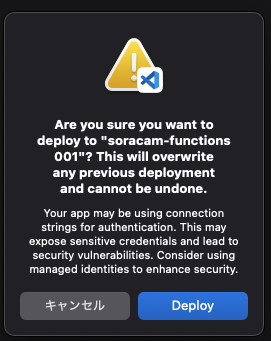 Are you sure you want to
deploy to "soracam-functions
001"? This will overwrite
any previous deployment
and cannot be undone.
Your app may be using connection
strings for authentication. This may
expose sensitive credentials and lead to
security vulnerabilities. Consider using
managed identities to enhance security.
キャンセル
Deploy